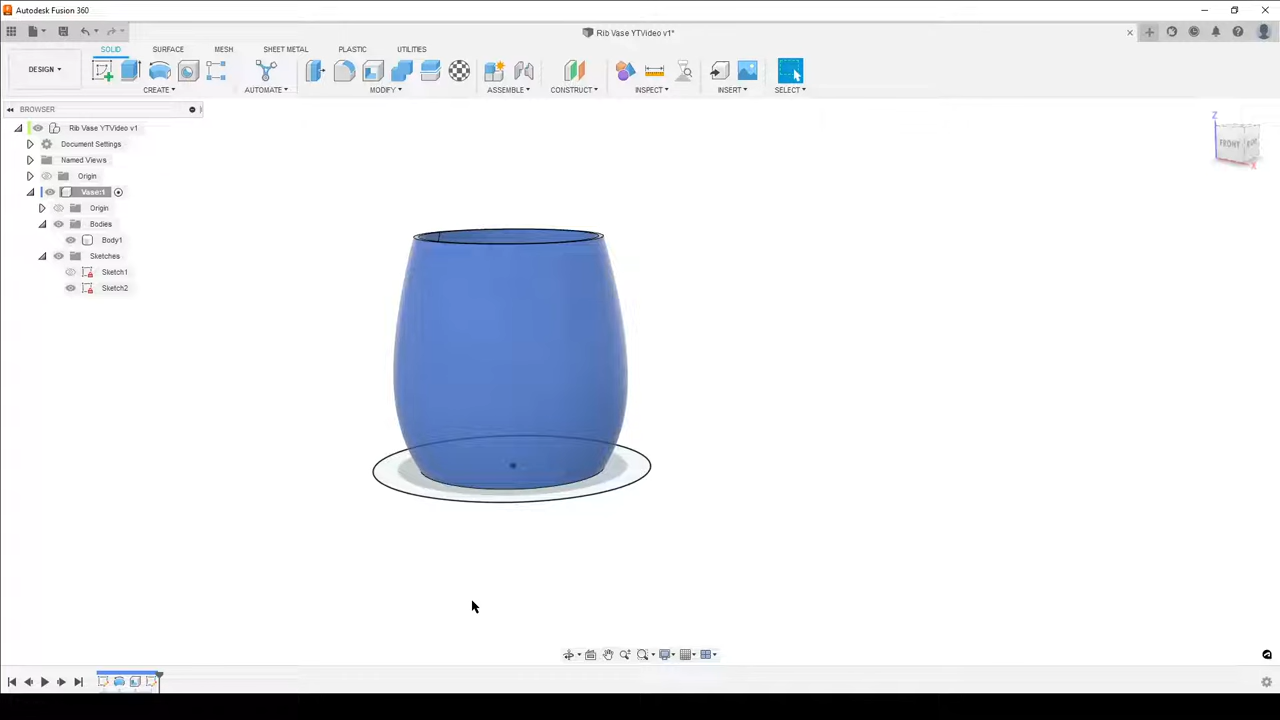 Autodesk Fusion 360
Rib Vase YTVideo v1*
SOLID SURFACE MESH SHEET METAL PLASTIC UTILITIES
DESIGN
CREATE AUTOMATE MODIFY ASSEMBLE CONSTRUCT INSPECT INSERT SELECT
BROWSER
Rib Vase YTVideo v1
Document Settings
Named Views
Origin
Vase:1
Origin
Bodies
Body1
Sketches
Sketch1
Sketch2
Z
FRONT
X